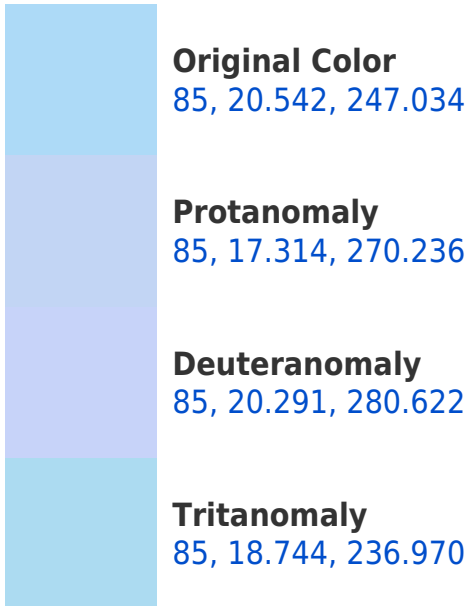 Original Color
85, 20.542, 247.034
Protanomaly
85, 17.314, 270.236
Deuteranomaly
85, 20.291, 280.622
Tritanomaly
85, 18.744, 236.970